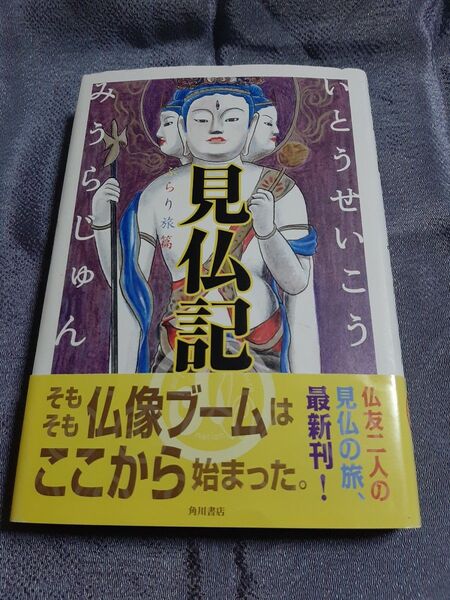 いとうせいこう
みうらじゅん
見仏記
らり旅篇
仏友二人の
見仏の旅、
最新刊！
そもそも
仏像ブームは
ここから始まった。
角川書店